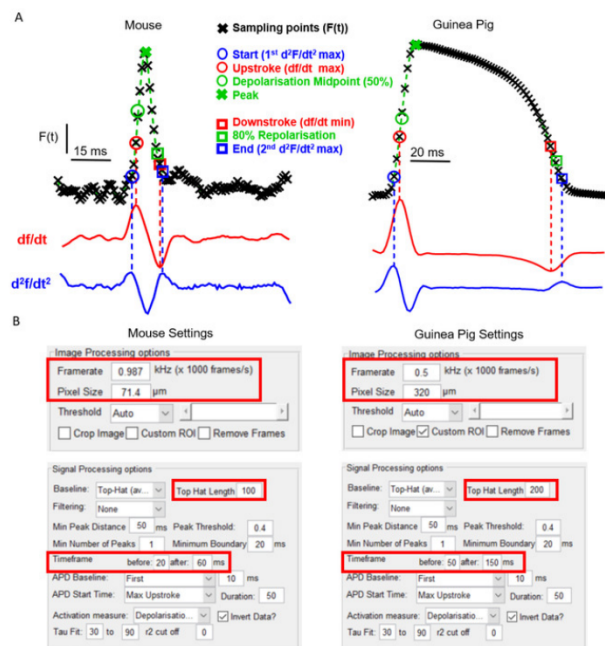 A
Mouse
Guinea Pig
Sampling points (F(t))
Start (1st d²F/dt² max)
Upstroke (df/dt max)
Depolarisation Midpoint (50%)
Peak
Downstroke (df/dt min)
80% Repolarisation
End (2nd d²F/dt² max)
F(t)
15 ms
20 ms
df/dt
d²f/dt²
B
Mouse Settings
Image Processing options
Framerate 0.987 kHz (x 1000 frames/s)
Pixel Size 71.4 µm
Threshold Auto
Crop Image Custom ROI Remove Frames
Signal Processing options
Baseline: Top-Hat (av... Top Hat Length 100
Filtering: None
Min Peak Distance 50 ms Peak Threshold: 0.4
Min Number of Peaks 1 Minimum Boundary 20 ms
Timeframe before: 20 after: 60 ms
APD Baseline: First 10 ms
APD Start Time: Max Upstroke Duration: 50
Activation measure: Depolarisatio... Invert Data?
Tau Fit: 30 to 90 r2 cut off 0
Guinea Pig Settings
Image Processing options
Framerate 0.5 kHz (x 1000 frames/s)
Pixel Size 320 µm
Threshold Auto
Crop Image Custom ROI Remove Frames
Signal Processing options
Baseline: Top-Hat (av... Top Hat Length 200
Filtering: None
Min Peak Distance 50 ms Peak Threshold: 0.4
Min Number of Peaks 1 Minimum Boundary 20 ms
Timeframe before: 50 after: 150 ms
APD Baseline: First 10 ms
APD Start Time: Max Upstroke Duration: 50
Activation measure: Depolarisatio... Invert Data?
Tau Fit: 30 to 90 r2 cut off 0